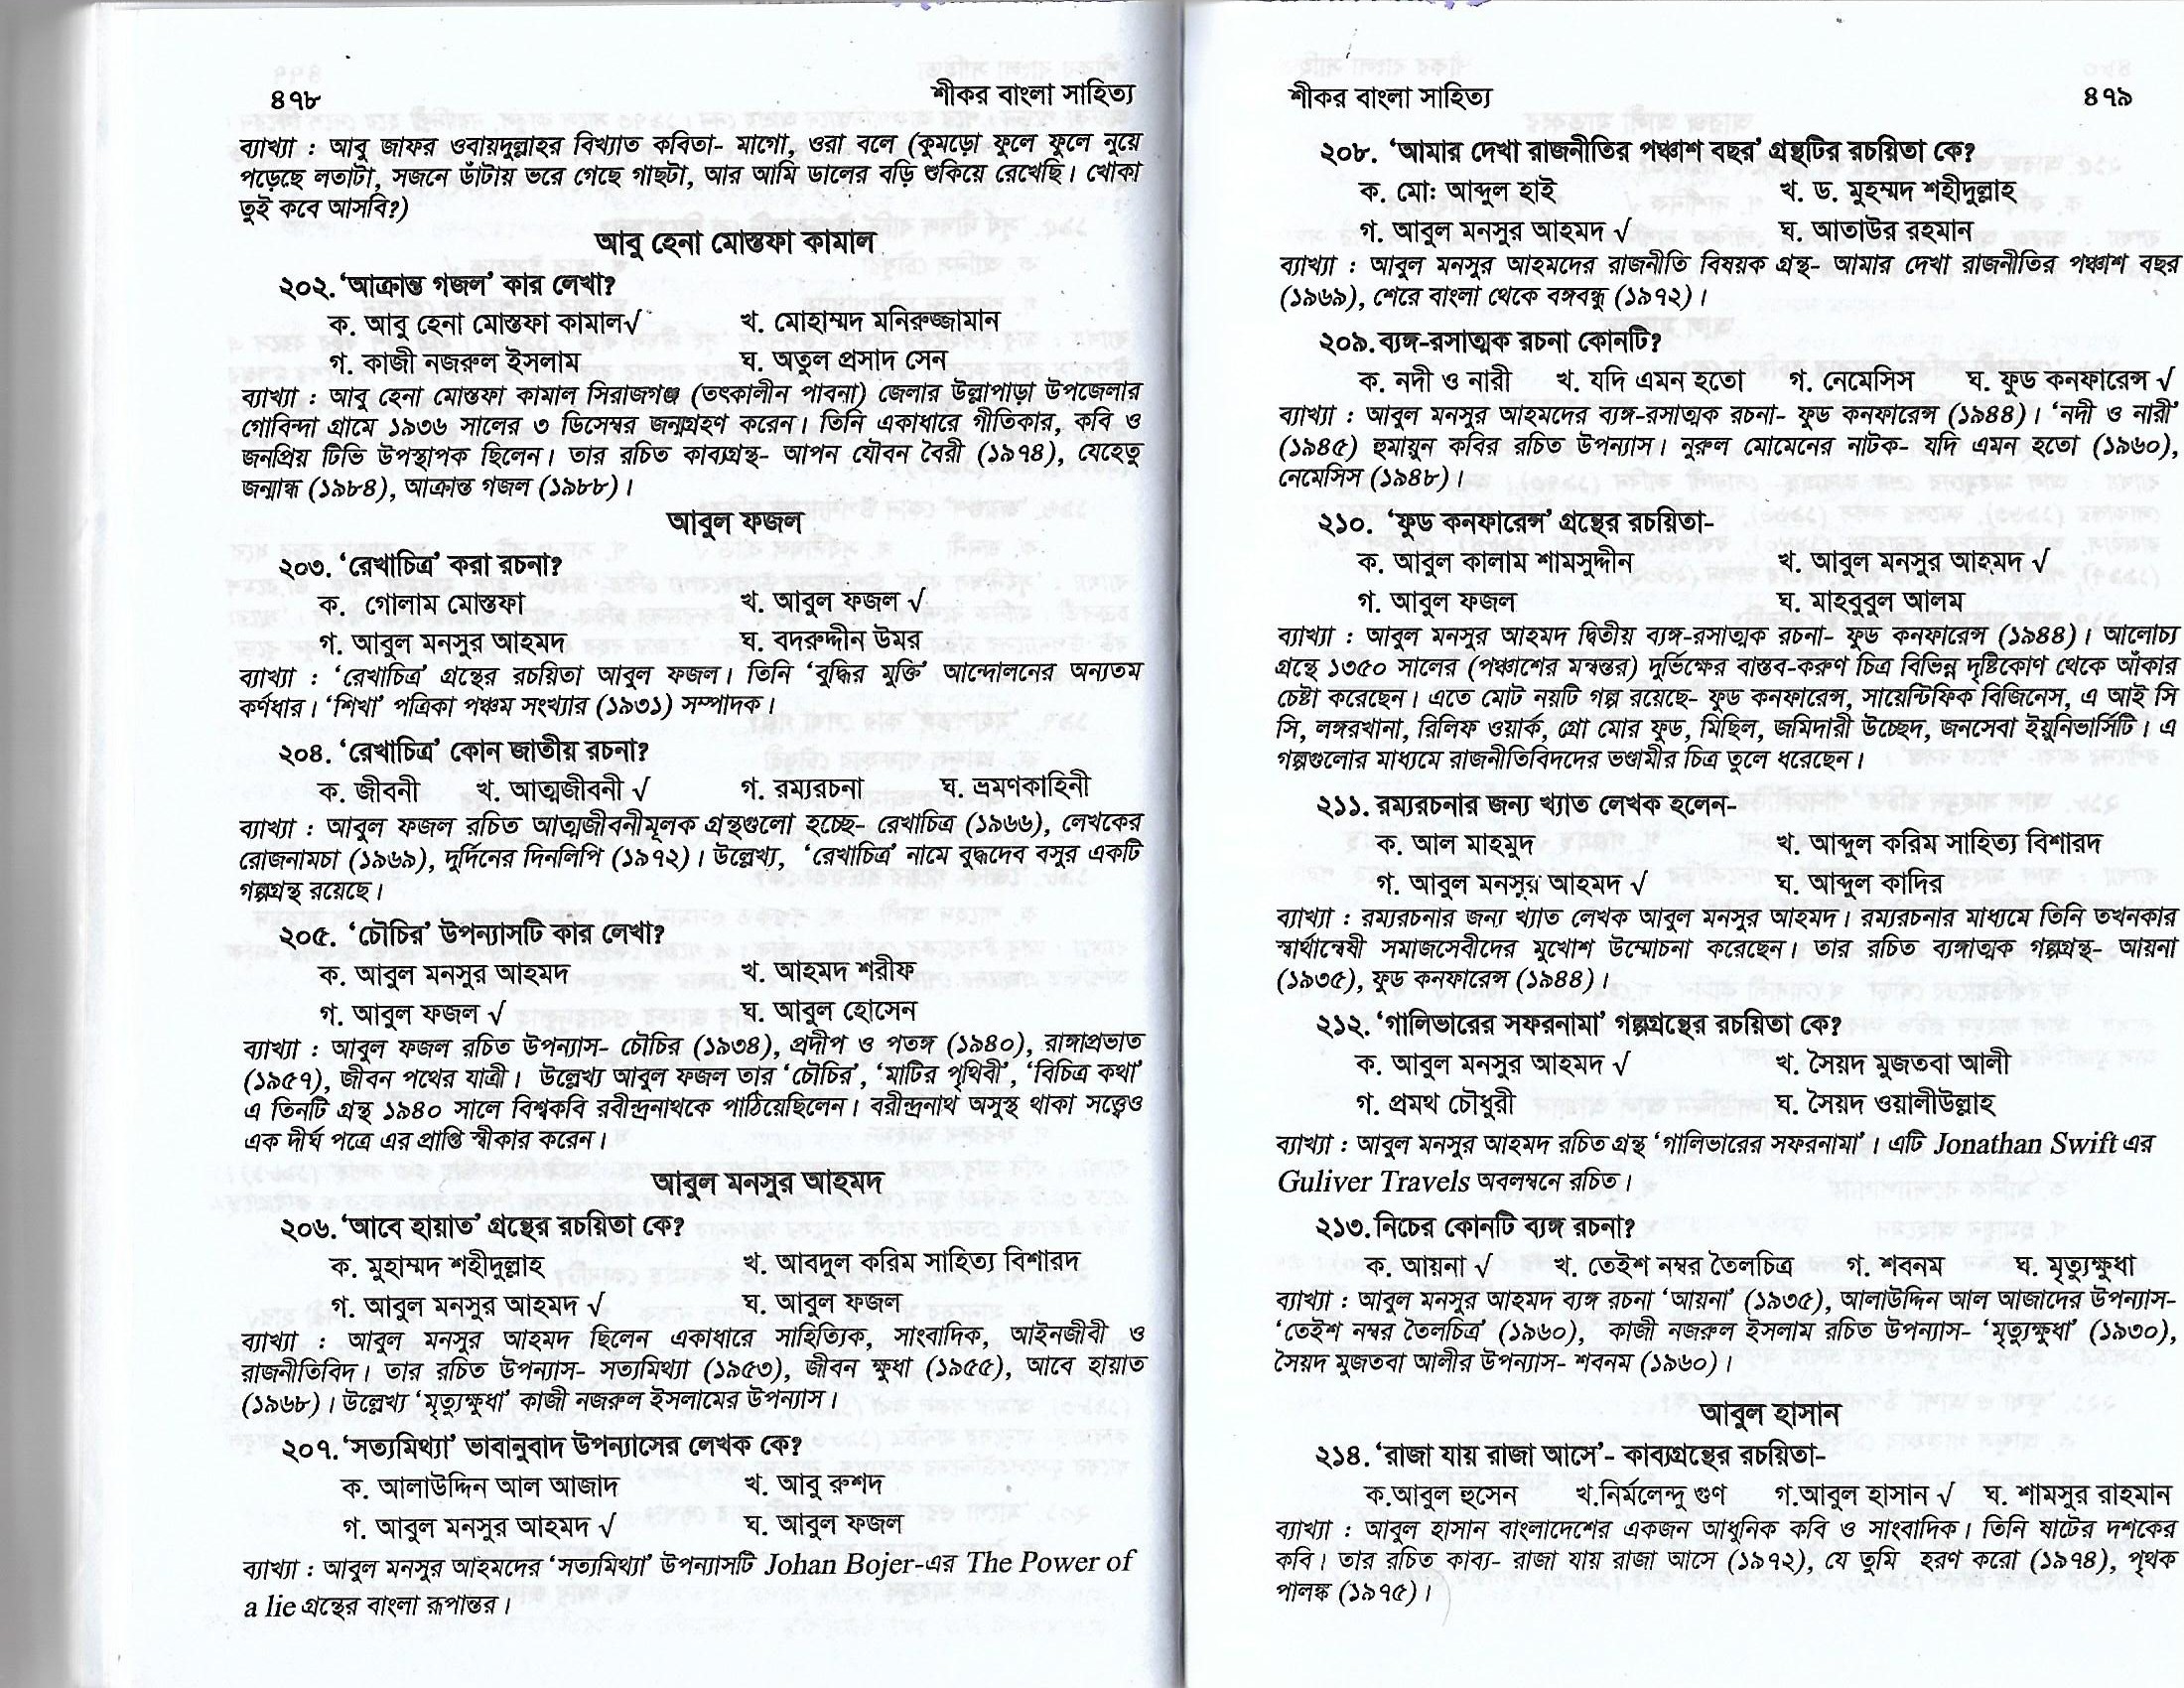 ৪৭৮
শীকর বাংলা সাহিত্য
ব্যাখ্যা : আবু জাফর ওবায়দুল্লাহর বিখ্যাত কবিতা- মাগো, ওরা বলে (কুমড়ো ফুলে ফুলে নুয়ে
পড়েছে লতাটা, সজনে ডাঁটায় ভরে গেছে গাছটা, আর আমি ডালের বড়ি শুকিয়ে রেখেছি। খোকা
তুই কবে আসবি?)
আবু হেনা মোস্তফা কামাল
২০২. ‘আক্রান্ত গজল’ কার লেখা?
ক. আবু হেনা মোস্তফা কামাল√ খ. মোহাম্মদ মনিরুজ্জামান
গ. কাজী নজরুল ইসলাম ঘ. অতুল প্রসাদ সেন
ব্যাখ্যা : আবু হেনা মোস্তফা কামাল সিরাজগঞ্জ (তৎকালীন পাবনা) জেলার উল্লাপাড়া উপজেলার
গোবিন্দা গ্রামে ১৯৩৬ সালের ৩ ডিসেম্বর জন্মগ্রহণ করেন। তিনি একাধারে গীতিকার, কবি ও
জনপ্রিয় টিভি উপস্থাপক ছিলেন। তার রচিত কাব্যগ্রন্থ- আপন যৌবন বৈরী (১৯৭৪), যেহেতু
জন্মান্ধ (১৯৮৪), আক্রান্ত গজল (১৯৮৮)।
আবুল ফজল
২০৩. ‘রেখাচিত্র’ করা রচনা?
ক. গোলাম মোস্তফা খ. আবুল ফজল √
গ. আবুল মনসুর আহমদ ঘ. বদরুদ্দীন উমর
ব্যাখ্যা : ‘রেখাচিত্র’ গ্রন্থের রচয়িতা আবুল ফজল। তিনি ‘বুদ্ধির মুক্তি’ আন্দোলনের অন্যতম
কর্ণধার। ‘শিখা’ পত্রিকা পঞ্চম সংখ্যার (১৯৩১) সম্পাদক।
২০৪. ‘রেখাচিত্র’ কোন জাতীয় রচনা?
ক. জীবনী খ. আত্মজীবনী √ গ. রম্যরচনা ঘ. ভ্রমণকাহিনী
ব্যাখ্যা : আবুল ফজল রচিত আত্মজীবনীমূলক গ্রন্থগুলো হচ্ছে- রেখাচিত্র (১৯৬৬), লেখকের
রোজনামচা (১৯৬৯), দুর্দিনের দিনলিপি (১৯৭২)। উল্লেখ্য, ‘রেখাচিত্র’ নামে বুদ্ধদেব বসুর একটি
গল্পগ্রন্থ রয়েছে।
২০৫. ‘চৌচির’ উপন্যাসটি কার লেখা?
ক. আবুল মনসুর আহমদ খ. আহমদ শরীফ
গ. আবুল ফজল √ ঘ. আবুল হোসেন
ব্যাখ্যা : আবুল ফজল রচিত উপন্যাস- চৌচির (১৯৩৪), প্রদীপ ও পতঙ্গ (১৯৪০), রাঙ্গাপ্রভাত
(১৯৫৭), জীবন পথের যাত্রী। উল্লেখ্য আবুল ফজল তার ‘চৌচির’, ‘মাটির পৃথিবী’, ‘বিচিত্র কথা’
এ তিনটি গ্রন্থ ১৯৪০ সালে বিশ্বকবি রবীন্দ্রনাথকে পাঠিয়েছিলেন। বরীন্দ্রনাথ অসুস্থ থাকা সত্ত্বেও
এক দীর্ঘ পত্রে এর প্রাপ্তি স্বীকার করেন।
আবুল মনসুর আহমদ
২০৬. ‘আবে হায়াত’ গ্রন্থের রচয়িতা কে?
ক. মুহাম্মদ শহীদুল্লাহ খ. আবদুল করিম সাহিত্য বিশারদ
গ. আবুল মনসুর আহমদ √ ঘ. আবুল ফজল
ব্যাখ্যা : আবুল মনসুর আহমদ ছিলেন একাধারে সাহিত্যিক, সাংবাদিক, আইনজীবী ও
রাজনীতিবিদ। তার রচিত উপন্যাস- সত্যমিথ্যা (১৯৫৩), জীবন ক্ষুধা (১৯৫৫), আবে হায়াত
(১৯৬৮)। উল্লেখ্য ‘মৃত্যুক্ষুধা’ কাজী নজরুল ইসলামের উপন্যাস।
২০৭. ‘সত্যমিথ্যা’ ভাবানুবাদ উপন্যাসের লেখক কে?
ক. আলাউদ্দিন আল আজাদ খ. আবু রুশদ
গ. আবুল মনসুর আহমদ √ ঘ. আবুল ফজল
ব্যাখ্যা : আবুল মনসুর আহমদের ‘সত্যমিথ্যা’ উপন্যাসটি Johan Bojer-এর The Power of
a lie গ্রন্থের বাংলা রূপান্তর।
শীকর বাংলা সাহিত্য
৪৭৯
২০৮. ‘আমার দেখা রাজনীতির পঞ্চাশ বছর’ গ্রন্থটির রচয়িতা কে?
ক. মোঃ আব্দুল হাই খ. ড. মুহম্মদ শহীদুল্লাহ
গ. আবুল মনসুর আহমদ √ ঘ. আতাউর রহমান
ব্যাখ্যা : আবুল মনসুর আহমদের রাজনীতি বিষয়ক গ্রন্থ- আমার দেখা রাজনীতির পঞ্চাশ বছর
(১৯৬৯), শেরে বাংলা থেকে বঙ্গবন্ধু (১৯৭২)।
২০৯. ব্যঙ্গ-রসাত্মক রচনা কোনটি?
ক. নদী ও নারী খ. যদি এমন হতো গ. নেমেসিস ঘ. ফুড কনফারেন্স √
ব্যাখ্যা : আবুল মনসুর আহমদের ব্যঙ্গ-রসাত্মক রচনা- ফুড কনফারেন্স (১৯৪৪)। ‘নদী ও নারী’
(১৯৪৫) হুমায়ুন কবির রচিত উপন্যাস। নুরুল মোমেনের নাটক- যদি এমন হতো (১৯৬০),
নেমেসিস (১৯৪৮)।
২১০. ‘ফুড কনফারেন্স’ গ্রন্থের রচয়িতা-
ক. আবুল কালাম শামসুদ্দীন খ. আবুল মনসুর আহমদ √
গ. আবুল ফজল ঘ. মাহবুবুল আলম
ব্যাখ্যা : আবুল মনসুর আহমদ দ্বিতীয় ব্যঙ্গ-রসাত্মক রচনা- ফুড কনফারেন্স (১৯৪৪)। আলোচ্য
গ্রন্থে ১৩৫০ সালের (পঞ্চাশের মন্বন্তর) দুর্ভিক্ষের বাস্তব-করুণ চিত্র বিভিন্ন দৃষ্টিকোণ থেকে আঁকার
চেষ্টা করেছেন। এতে মোট নয়টি গল্প রয়েছে- ফুড কনফারেন্স, সায়েন্টিফিক বিজিনেস, এ আই সি
সি, লঙ্গরখানা, রিলিফ ওয়ার্ক, গ্রো মোর ফুড, মিছিল, জমিদারী উচ্ছেদ, জনসেবা ইয়ুনিভার্সিটি। এ
গল্পগুলোর মাধ্যমে রাজনীতিবিদদের ভণ্ডামীর চিত্র তুলে ধরেছেন।
২১১. রম্যরচনার জন্য খ্যাত লেখক হলেন-
ক. আল মাহমুদ খ. আব্দুল করিম সাহিত্য বিশারদ
গ. আবুল মনসুর আহমদ √ ঘ. আব্দুল কাদির
ব্যাখ্যা : রম্যরচনার জন্য খ্যাত লেখক আবুল মনসুর আহমদ। রম্যরচনার মাধ্যমে তিনি তখনকার
স্বার্থান্বেষী সমাজসেবীদের মুখোশ উম্মোচনা করেছেন। তার রচিত ব্যঙ্গাত্মক গল্পগ্রন্থ- আয়না
(১৯৩৫), ফুড কনফারেন্স (১৯৪৪)।
২১২. ‘গালিভারের সফরনামা’ গল্পগ্রন্থের রচয়িতা কে?
ক. আবুল মনসুর আহমদ √ খ. সৈয়দ মুজতবা আলী
গ. প্রমথ চৌধুরী ঘ. সৈয়দ ওয়ালীউল্লাহ
ব্যাখ্যা : আবুল মনসুর আহমদ রচিত গ্রন্থ ‘গালিভারের সফরনামা’। এটি Jonathan Swift এর
Guliver Travels অবলম্বনে রচিত।
২১৩. নিচের কোনটি ব্যঙ্গ রচনা?
ক. আয়না √ খ. তেইশ নম্বর তৈলচিত্র গ. শবনম ঘ. মৃত্যুক্ষুধা
ব্যাখ্যা : আবুল মনসুর আহমদ ব্যঙ্গ রচনা ‘আয়না’ (১৯৩৫), আলাউদ্দিন আল আজাদের উপন্যাস-
‘তেইশ নম্বর তৈলচিত্র’ (১৯৬০), কাজী নজরুল ইসলাম রচিত উপন্যাস- ‘মৃত্যুক্ষুধা’ (১৯৩০),
সৈয়দ মুজতবা আলীর উপন্যাস- শবনম (১৯৬০)।
আবুল হাসান
২১৪. ‘রাজা যায় রাজা আসে’- কাব্যগ্রন্থের রচয়িতা-
ক.আবুল হুসেন খ.নির্মলেন্দু গুণ গ.আবুল হাসান √ ঘ. শামসুর রাহমান
ব্যাখ্যা : আবুল হাসান বাংলাদেশের একজন আধুনিক কবি ও সাংবাদিক। তিনি ষাটের দশকের
কবি। তার রচিত কাব্য- রাজা যায় রাজা আসে (১৯৭২), যে তুমি হরণ করো (১৯৭৪), পৃথক
পালঙ্ক (১৯৭৫)।